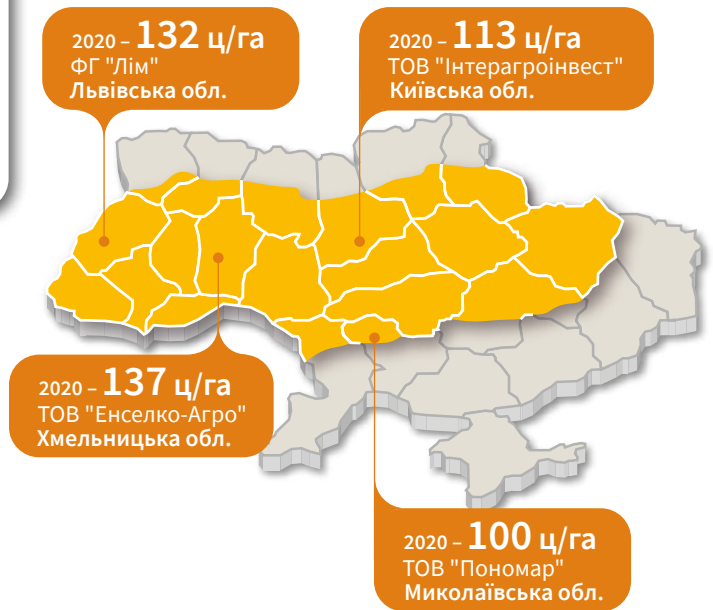 2020 – 132 ц/га
ФГ "Лім"
Львівська обл.
2020 – 113 ц/га
ТОВ "Інтерагроінвест"
Київська обл.
2020 – 137 ц/га
ТОВ "Енселко-Агро"
Хмельницька обл.
2020 – 100 ц/га
ТОВ "Пономар"
Миколаївська обл.